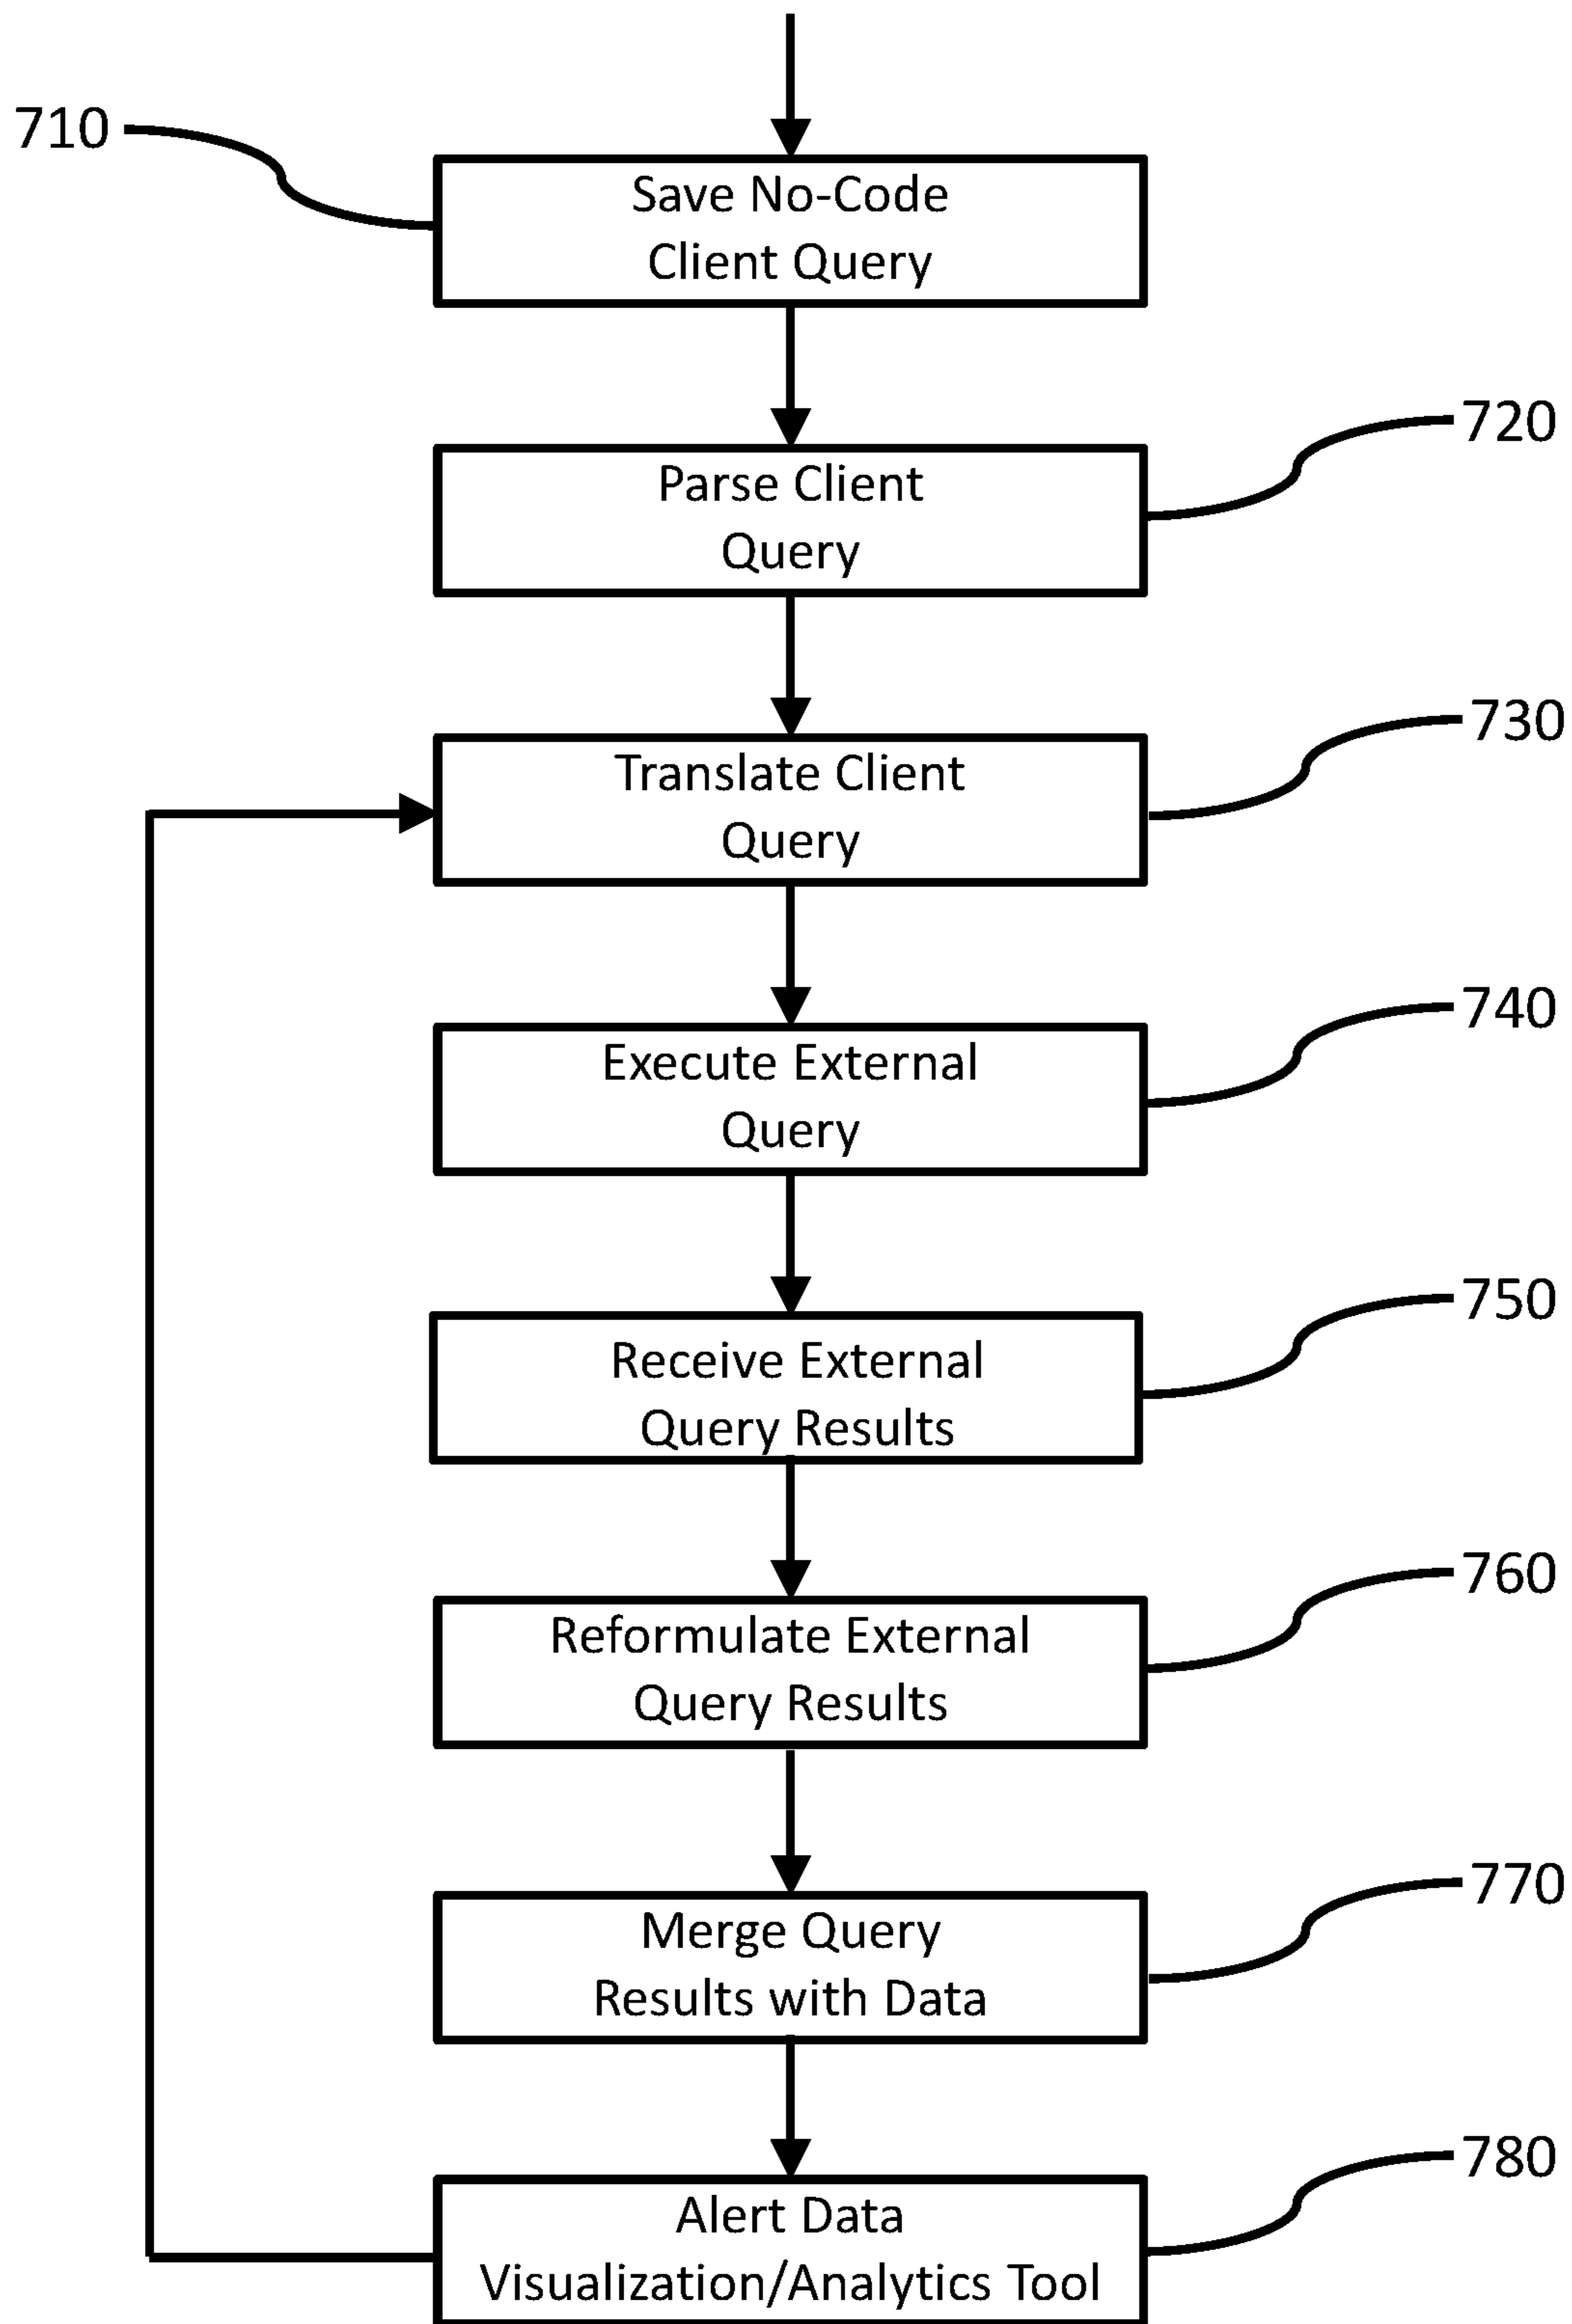 710
Save No-Code
Client Query
720
Parse Client
Query
730
Translate Client
Query
740
Execute External
Query
750
Receive External
Query Results
760
Reformulate External
Query Results
770
Merge Query
Results with Data
780
Alert Data
Visualization/Analytics Tool